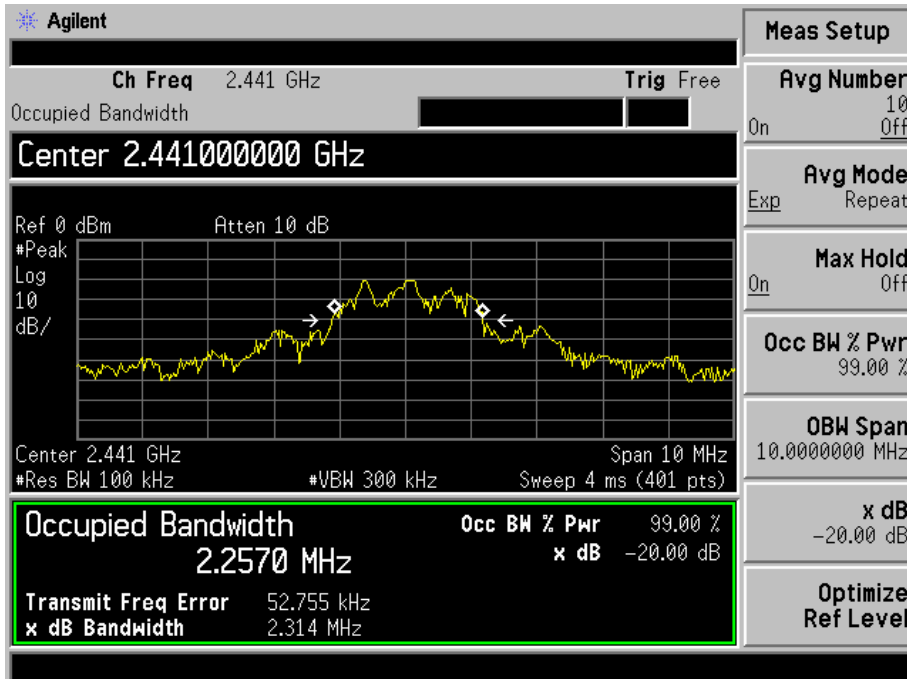 Agilent
Ch Freq 2.441 GHz Trig Free
Occupied Bandwidth
Center 2.441000000 GHz
Ref 0 dBm Atten 10 dB
#Peak
Log
10
dB/
Center 2.441 GHz Span 10 MHz
#Res BW 100 kHz #VBW 300 kHz Sweep 4 ms (401 pts)
Occupied Bandwidth Occ BW % Pwr 99.00 %
2.2570 MHz x dB -20.00 dB
Transmit Freq Error 52.755 kHz
x dB Bandwidth 2.314 MHz
Meas Setup
Avg Number
10
On Off
Avg Mode
Exp Repeat
Max Hold
On Off
Occ BW % Pwr
99.00 %
OBW Span
10.0000000 MHz
x dB
-20.00 dB
Optimize
Ref Level